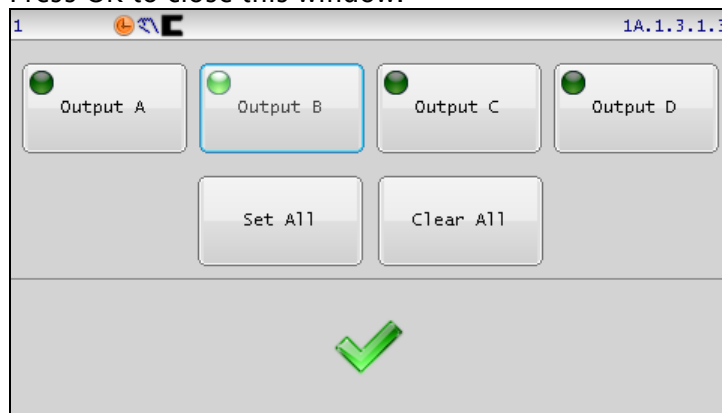 Press OK to close this window.
1 1A.1.3.1.3
Output A Output B Output C Output D
Set All Clear All